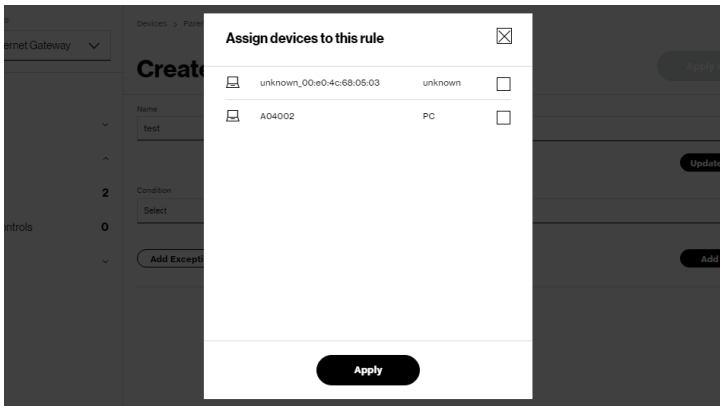 Devices > Paren
ernet Gateway
Create
Apply
Assign devices to this rule
unknown_00:e0:4c:68:05:03 unknown
A04002 PC
Name
test
Update
2
Condition
Select
ntrols 0
Add Excepti
Add
Apply